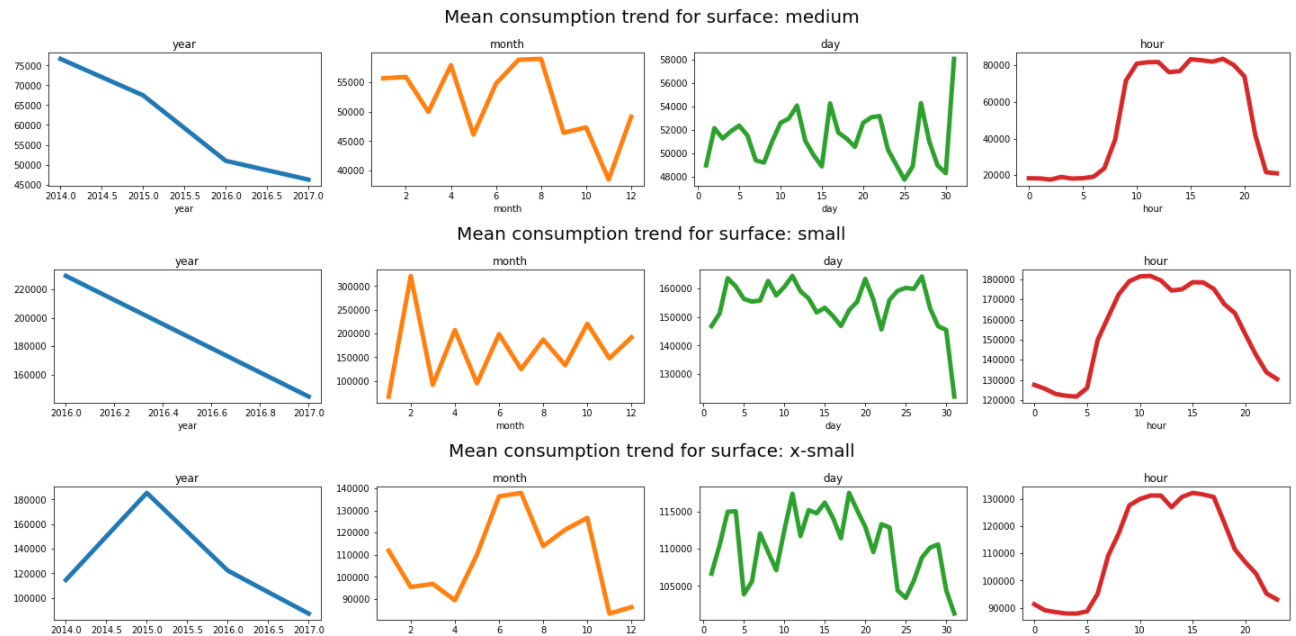 Mean consumption trend for surface: medium
year month day hour
75000 70000 65000 60000 55000 50000 45000
2014.0 2014.5 2015.0 2015.5 2016.0 2016.5 2017.0
year
55000 50000 45000 40000
2 4 6 8 10 12
month
58000 56000 54000 52000 50000 48000
0 5 10 15 20 25 30
day
80000 60000 40000 20000
0 5 10 15 20
hour
Mean consumption trend for surface: small
year month day hour
220000 200000 180000 160000
2016.0 2016.2 2016.4 2016.6 2016.8 2017.0
year
300000 250000 200000 150000 100000
2 4 6 8 10 12
month
160000 150000 140000 130000
0 5 10 15 20 25 30
day
180000 170000 160000 150000 140000 130000 120000
0 5 10 15 20
hour
Mean consumption trend for surface: x-small
year month day hour
180000 160000 140000 120000 100000
2014.0 2014.5 2015.0 2015.5 2016.0 2016.5 2017.0
140000 130000 120000 110000 100000 90000
2 4 6 8 10 12
115000 110000 105000
0 5 10 15 20 25 30
130000 120000 110000 100000 90000
0 5 10 15 20